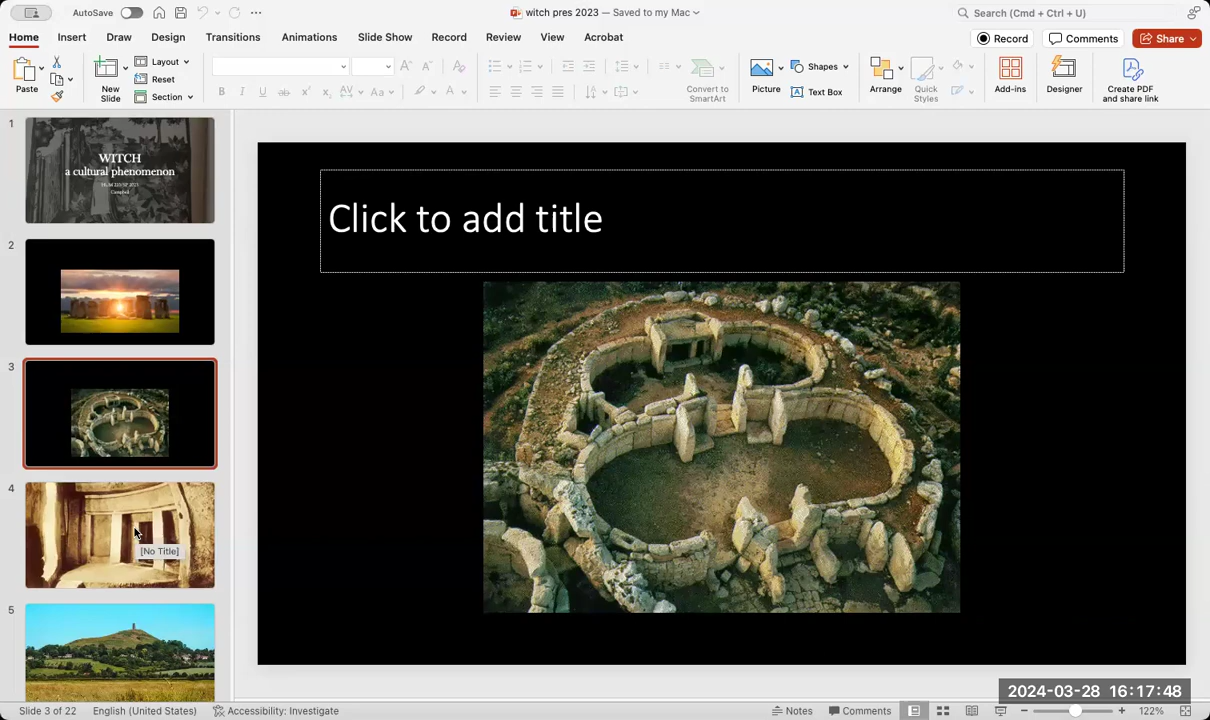 AutoSave
witch pres 2023 — Saved to my Mac
Search (Cmd + Ctrl + U)
Home Insert Draw Design Transitions Animations Slide Show Record Review View Acrobat
Record Comments Share
Paste
New
Slide
Layout
Reset
Section
Convert to
SmartArt
Picture
Shapes
Text Box
Arrange
Quick
Styles
Add-ins
Designer
Create PDF
and share link
1
WITCH
a cultural phenomenon
Campbell
2
3
4
[No Title]
5
Click to add title
2024-03-28 16:17:48
Slide 3 of 22 English (United States) Accessibility: Investigate
Notes Comments 122%